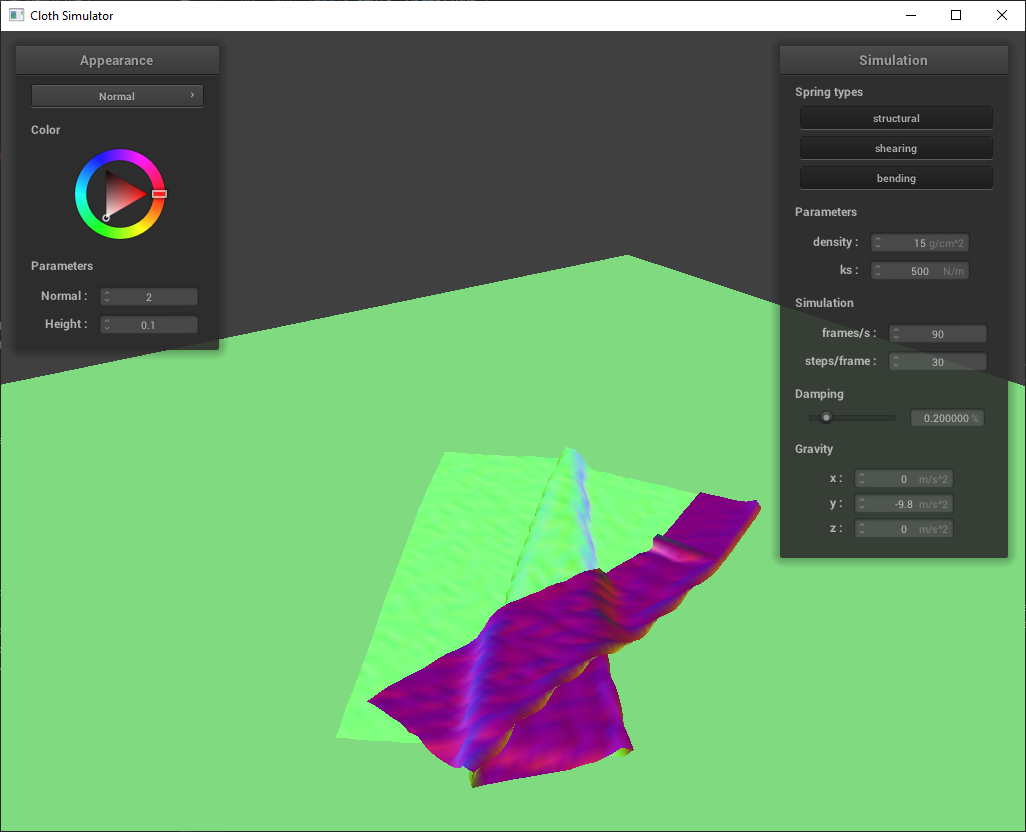 Cloth Simulator
Appearance
Normal
Color
Parameters
Normal :
2
Height :
0.1
Simulation
Spring types
structural
shearing
bending
Parameters
density :
15 g/cm^2
ks :
500 N/m
Simulation
frames/s :
90
steps/frame :
30
Damping
0.200000 %
Gravity
x :
0 m/s^2
y :
-9.8 m/s^2
z :
0 m/s^2